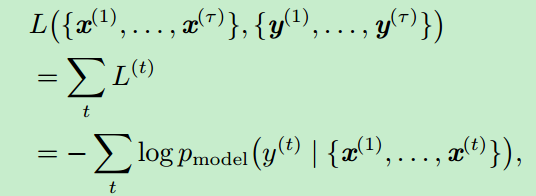 L({x^(1), . . . , x^(τ)}, {y^(1), . . . , y^(τ)})
= ∑_t L^(t)
= − ∑_t log p_model(y^(t) | {x^(1), . . . , x^(t)}),